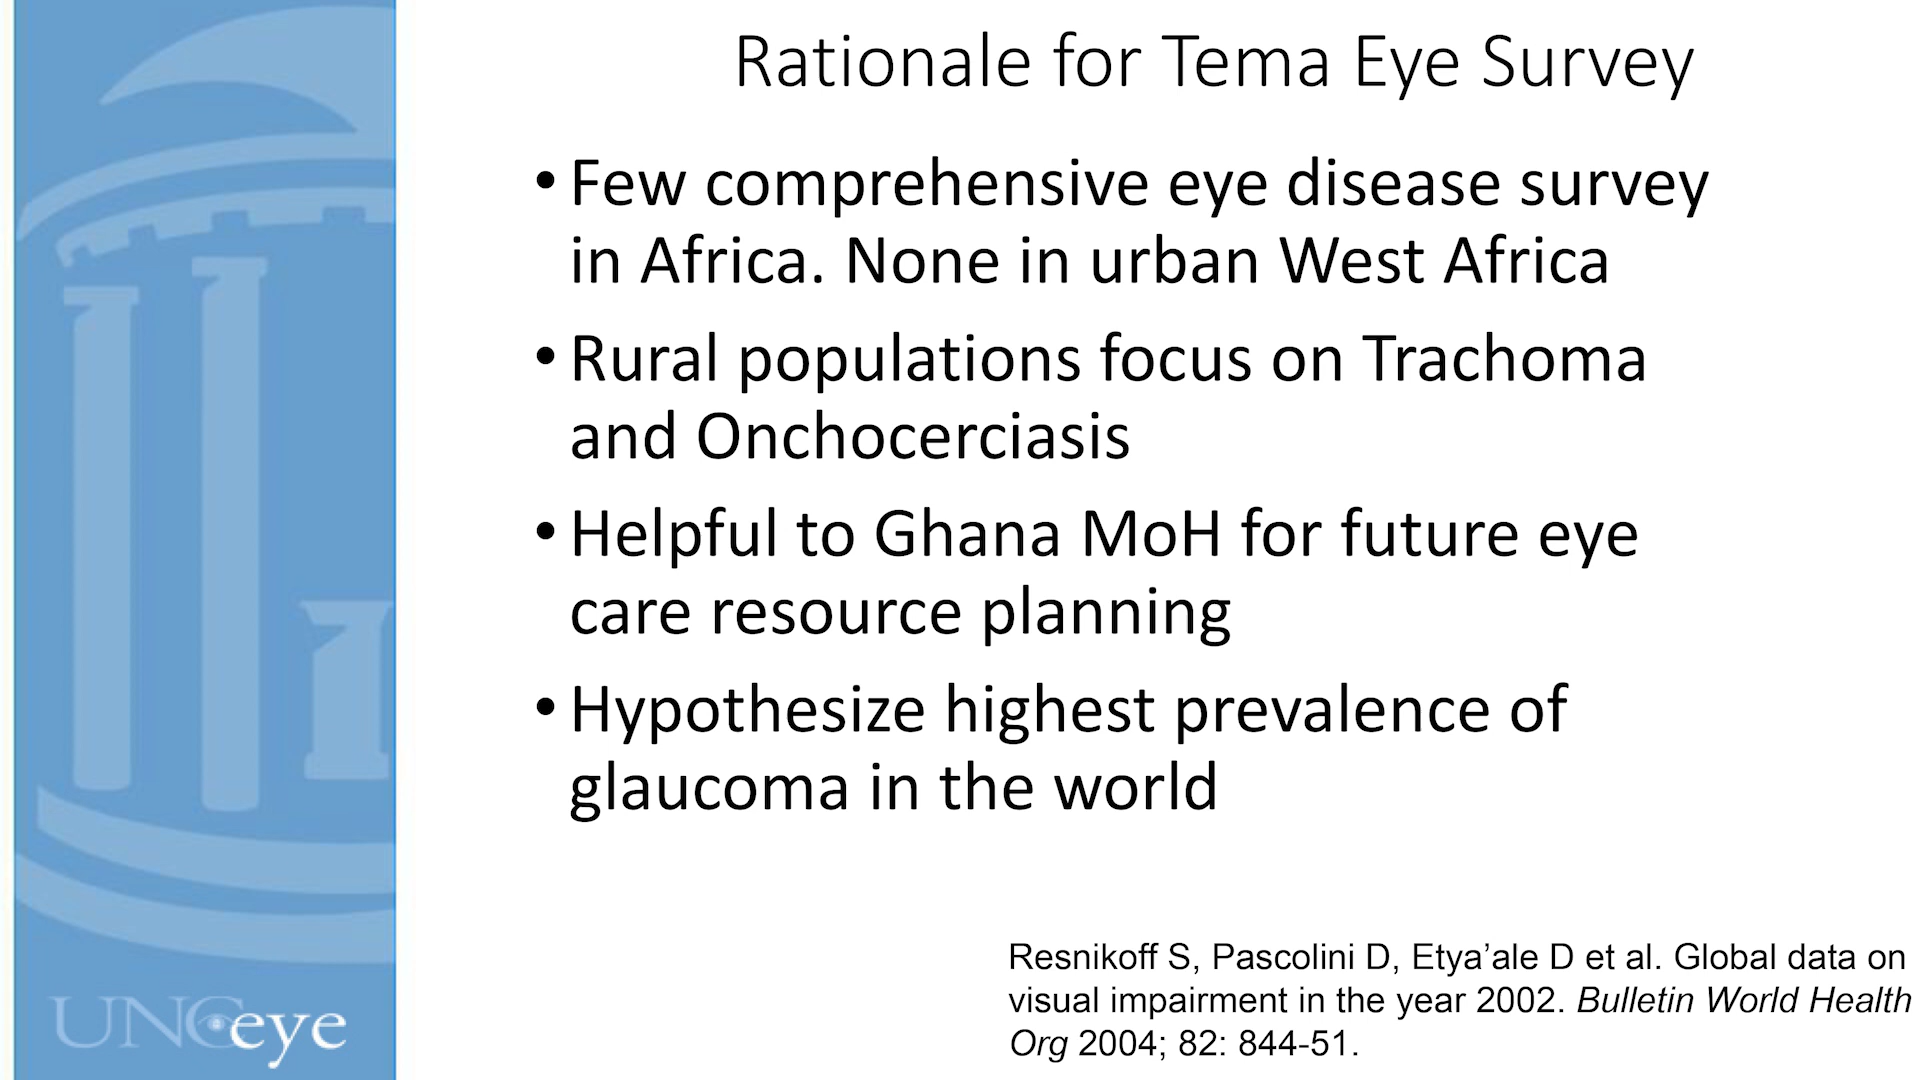 Rationale for Tema Eye Survey
• Few comprehensive eye disease survey
in Africa. None in urban West Africa
• Rural populations focus on Trachoma
and Onchocerciasis
• Helpful to Ghana MoH for future eye
care resource planning
• Hypothesize highest prevalence of
glaucoma in the world
Resnikoff S, Pascolini D, Etya’ale D et al. Global data on
visual impairment in the year 2002. Bulletin World Health
Org 2004; 82: 844-51.
UNCeye